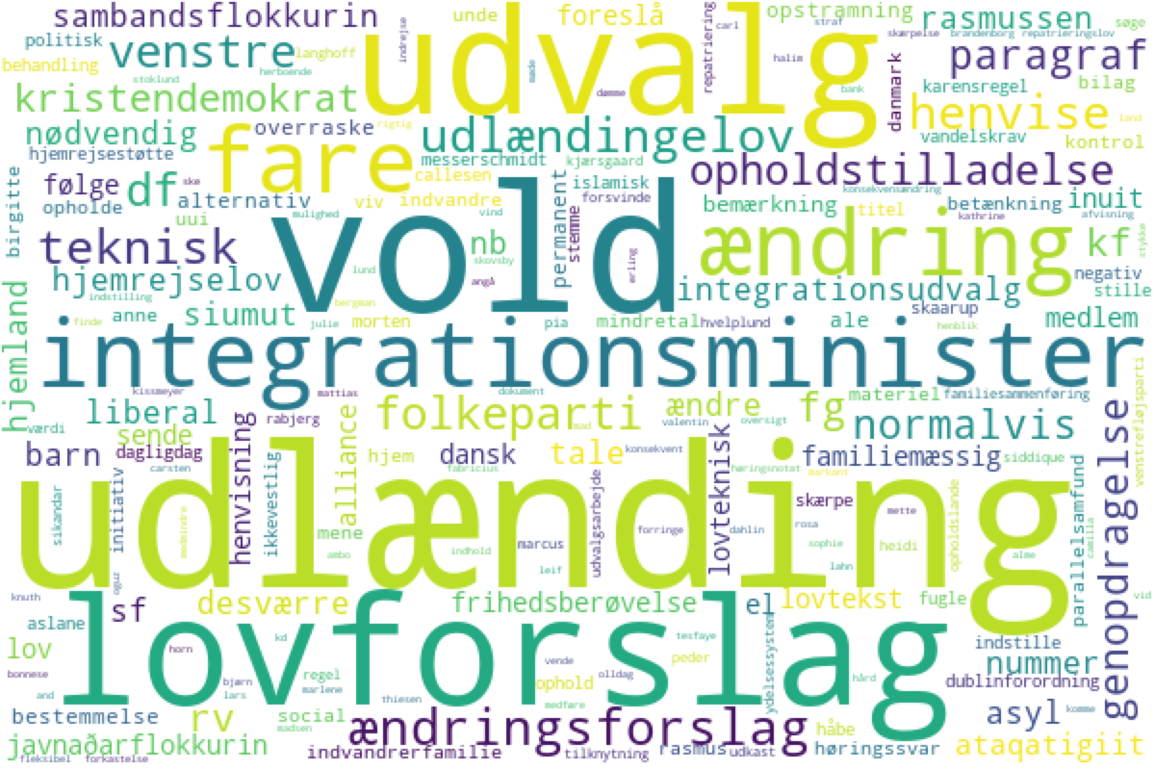 sambandsflokkurin
udvalg
unde
foreslå
opstramning
rasmussen
søge
politisk
venstre
langhoff
indrejse
carl
straf
skærpelse
brandenborg
repatrieringslov
behandling
stoklund
herboende
made
dømme
repatriering
halim
bank
danmark
paragraf
karensregel
bilag
kristendemokrat
henvise
land
nødvendig
overraske
rigtig
udlændingelov
vandelskrav
kontrol
hjemrejsestøtte
fare
messerschmidt
kjærsgaard
opholdstilladelse
birgitte
følge
df
ske
alternativ
callesen
islamisk
konsekvensændring
opholde
uui
mulighed
viv
indvandre
vind
forsvinde
bemærkning
titel
betænkning
inuit
kathrine
afvisning
stykke
teknisk
vold
nb
skovsby
permanent
stemme
erling
ændring
kf
hjemrejselov
lund
angå
integrationsudvalg
negativ
stille
hjemland
indstilling
anne
siumut
bergman
julie
morten
finde
pia
mindretal
hvelplund
ale
skaarup
henblik
medlem
integrationsminister
kissmeyer
mattias
dokument
materiel
familiesammenføring
venstrefløjsparti
værdi
liberal
rabjerg
folkeparti
mad
ændre
valentin
oversigt
fg
normalvis
sende
barn
dagligdag
carsten
henvisning
alliance
hjem
fabricius
dansk
tale
konsekvent
lovteknisk
høringsnotat
familiemæssig
markant
siddique
genopdragelse
sikandar
initiativ
medbindre
ikkevestlig
mene
ambo
indhold
marcus
leif
udvalgsarbejde
forringe
dahlin
skærpe
rosa
sophie
lahn
mette
heidi
opholdslande
alme
parallelsamfund
camilla
udlænding
knuth
aslane
sf
ogur
desværre
frihedsberøvelse
el
lovtekst
fugle
vid
lov
bonnese
and
horn
kd
lovforslag
tesfaye
vende
olldag
ydelsessystem
indstille
nummer
bjørn
lars
regel
marlene
thiesen
ophold
medføre
peder
hård
dublinforordning
bestemmelse
rv
madsen
social
ændringsforslag
håbe
asyl
komme
javnaðarflokkurin
fleksibel
forkastelse
indvandrerfamilie
tilknytning
rasmus
udkast
høringssvar
ataqatigiit